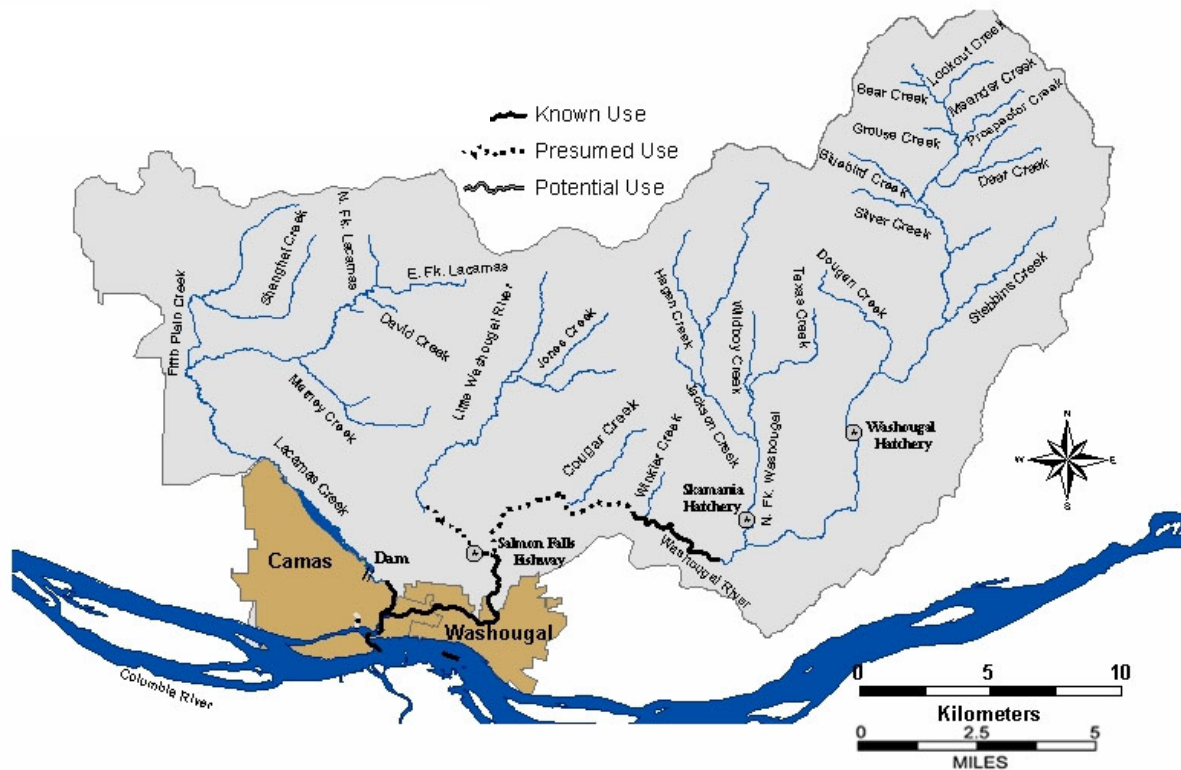 Known Use
Presumed Use
Potential Use
Lookout Creek
Bear Creek
Meander Creek
Prospector Creek
Grouse Creek
Bluebird Creek
Deer Creek
Silver Creek
Stebbins Creek
Dougan Creek
Texas Creek
Wildboy Creek
Hagen Creek
Jackson Creek
N. Fk. Washougal
Washougal
Hatchery
Skamania
Hatchery
Winkler Creek
Cougar Creek
Jones Creek
Little Washougal River
N. Fk. Lacamas
E. Fk. Lacamas
David Creek
Shanghai Creek
Fifth Plain Creek
Matney Creek
Lacamas Creek
Dam
Salmon Falls
Fishway
Washougal River
Camas
Washougal
Columbia River
N
W
E
S
0 5 10
Kilometers
0 2.5 5
MILES